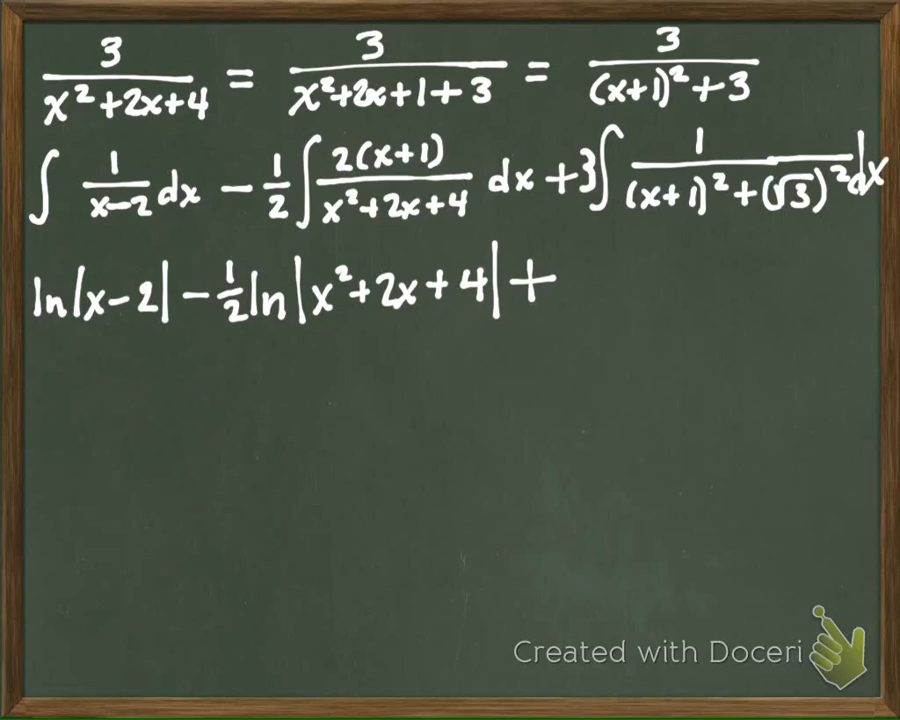 3/(x²+2x+4) = 3/(x²+2x+1+3) = 3/((x+1)²+3)
∫ 1/(x-2) dx - 1/2 ∫ 2(x+1)/(x²+2x+4) dx + 3∫ 1/((x+1)²+(√3)²) dx
ln|x-2| - 1/2 ln|x²+2x+4| +
Created with Doceri